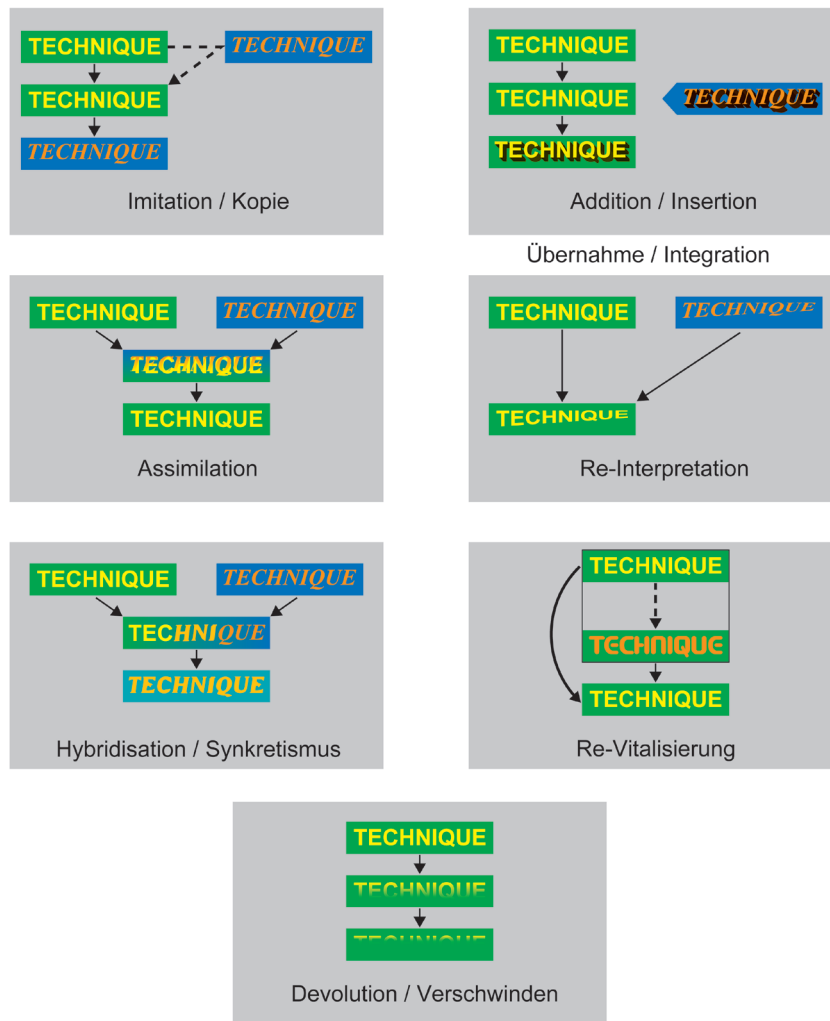 TECHNIQUE TECHNIQUE
TECHNIQUE
TECHNIQUE
Imitation / Kopie
TECHNIQUE
TECHNIQUE TECHNIQUE
TECHNIQUE
Addition / Insertion
Übernahme / Integration
TECHNIQUE TECHNIQUE
TECHNIQUE
TECHNIQUE
Assimilation
TECHNIQUE TECHNIQUE
TECHNIQUE
Re-Interpretation
TECHNIQUE TECHNIQUE
TECHNIQUE
TECHNIQUE
Hybridisation / Synkretismus
TECHNIQUE
TECHNIQUE
TECHNIQUE
Re-Vitalisierung
TECHNIQUE
TECHNIQUE
TECHNIQUE
Devolution / Verschwinden